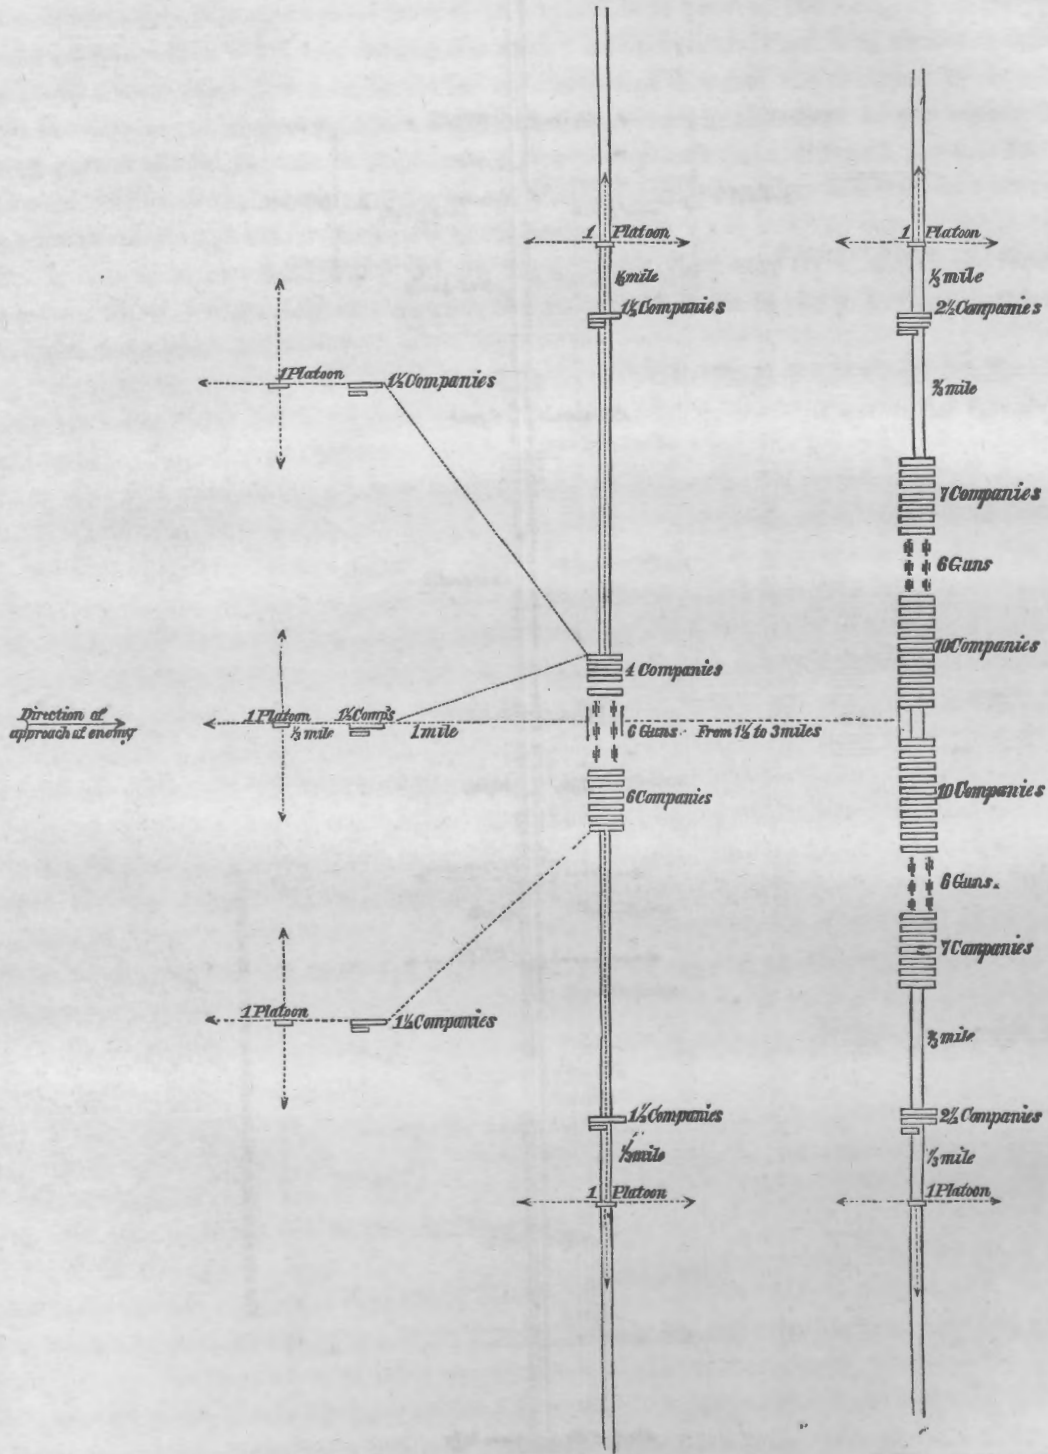 1 Platoon
1 Platoon
⅓ mile
⅓ mile
1½ Companies
2½ Companies
1 Platoon
1½ Companies
⅔ mile
7 Companies
6 Guns
10 Companies
4 Companies
Direction of
approach of enemy
1 Platoon
1½ Comp's
⅓ mile
1 mile
6 Guns. From 1½ to 3 miles
6 Companies
10 Companies
6 Guns.
7 Companies
1 Platoon
1½ Companies
⅔ mile
1½ Companies
2½ Companies
⅓ mile
⅓ mile
1 Platoon
1 Platoon